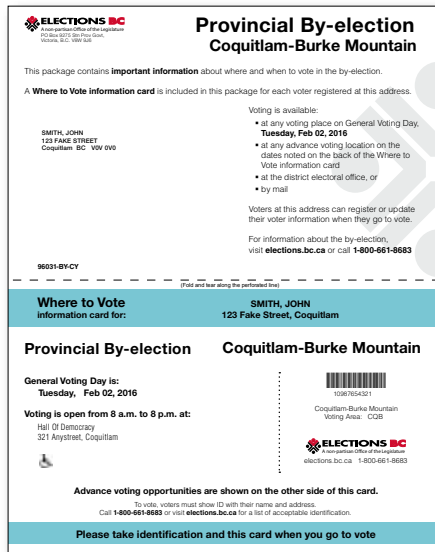 ELECTIONS BC
A non-partisan Office of the Legislature
PO Box 9275 Stn Prov Govt,
Victoria, B.C. V8W 9J6
Provincial By-election
Coquitlam-Burke Mountain
This package contains important information about where and when to vote in the by-election.
A Where to Vote information card is included in this package for each voter registered at this address.
SMITH, JOHN
123 FAKE STREET
Coquitlam BC V0V 0V0
Voting is available:
▪ at any voting place on General Voting Day,
Tuesday, Feb 02, 2016
▪ at any advance voting location on the
dates noted on the back of the Where to
Vote information card
▪ at the district electoral office, or
▪ by mail
Voters at this address can register or update
their voter information when they go to vote.
For information about the by-election,
visit elections.bc.ca or call 1-800-661-8683
96031-BY-CY
(Fold and tear along the perforated line)
Where to Vote
information card for:
SMITH, JOHN
123 Fake Street, Coquitlam
Provincial By-election
Coquitlam-Burke Mountain
General Voting Day is:
Tuesday, Feb 02, 2016
Voting is open from 8 a.m. to 8 p.m. at:
Hall Of Democracy
321 Anystreet, Coquitlam
10987654321
Coquitlam-Burke Mountain
Voting Area: CQB
ELECTIONS BC
A non-partisan Office of the Legislature
elections.bc.ca 1-800-661-8683
Advance voting opportunities are shown on the other side of this card.
To vote, voters must show ID with their name and address.
Call 1-800-661-8683 or visit elections.bc.ca for a list of acceptable identification.
Please take identification and this card when you go to vote